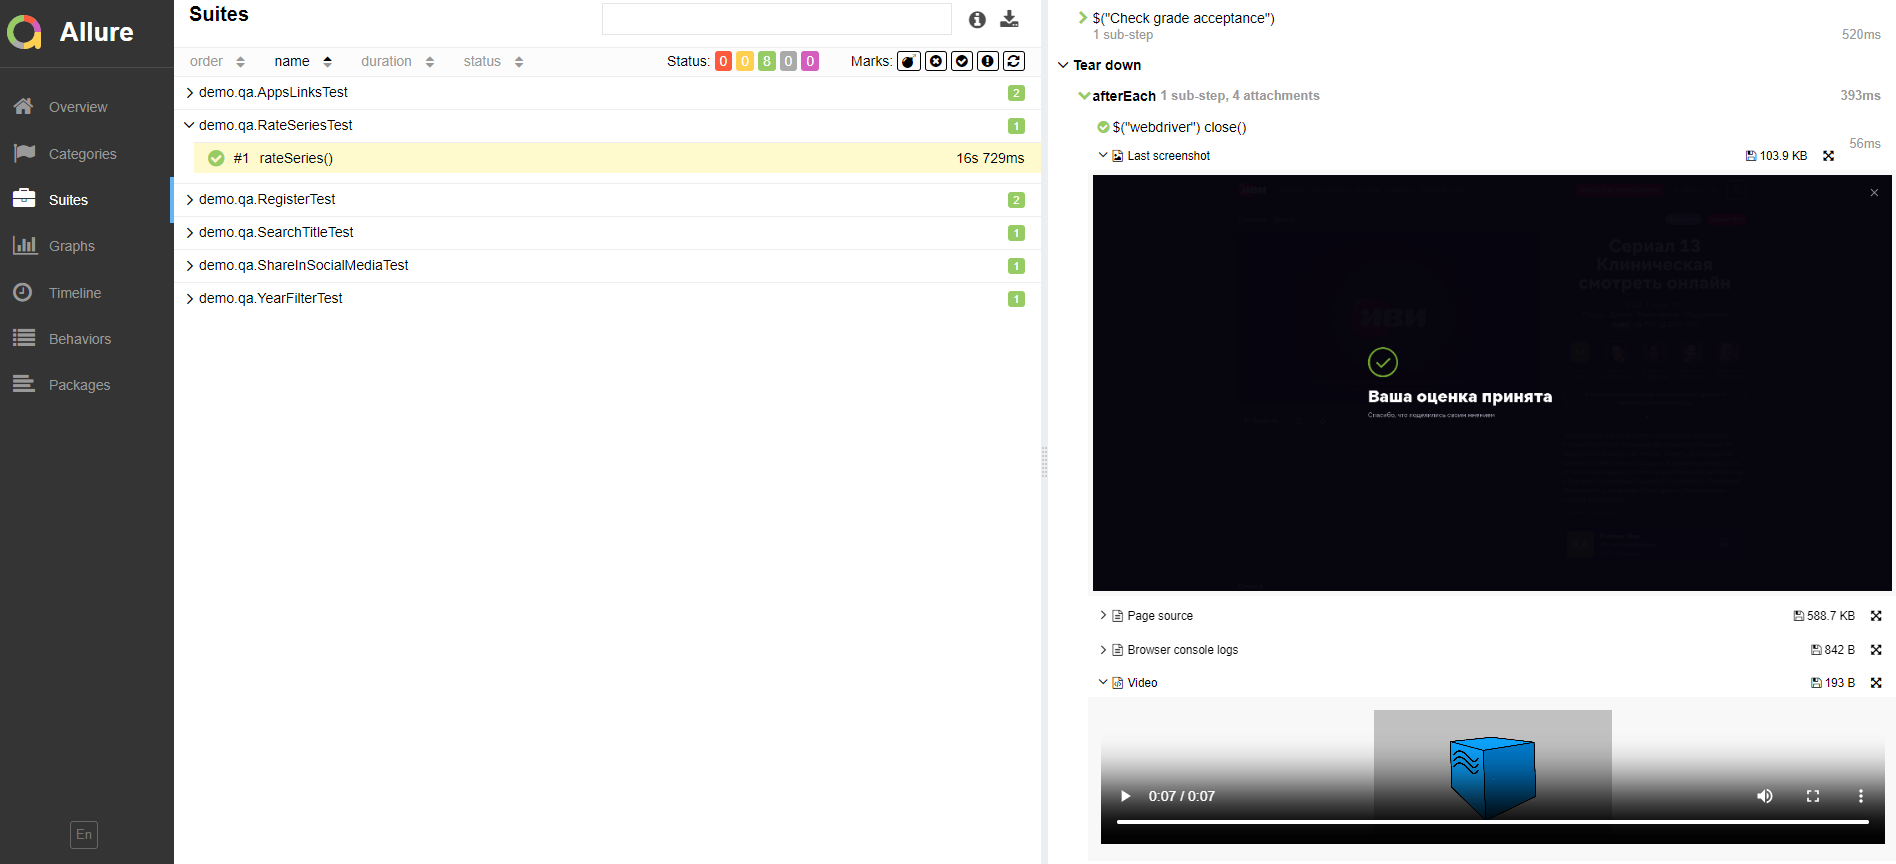 Allure
Overview
Categories
Suites
Graphs
Timeline
Behaviors
Packages
En
Suites
order name duration status
Status: 0 0 8 0 0
Marks:
demo.qa.AppsLinksTest 2
demo.qa.RateSeriesTest 1
#1 rateSeries() 16s 729ms
demo.qa.RegisterTest 2
demo.qa.SearchTitleTest 1
demo.qa.ShareInSocialMediaTest 1
demo.qa.YearFilterTest 1
$("Check grade acceptance")
1 sub-step 520ms
Tear down
afterEach 1 sub-step, 4 attachments 393ms
$("webdriver") close()
56ms
Last screenshot 103.9 KB
Сериал 13
Клиническая
смотреть онлайн
ИВИ
Ваша оценка принята
Спасибо, что поделились своим мнением
Page source 588.7 KB
Browser console logs 842 B
Video 193 B
0:07 / 0:07